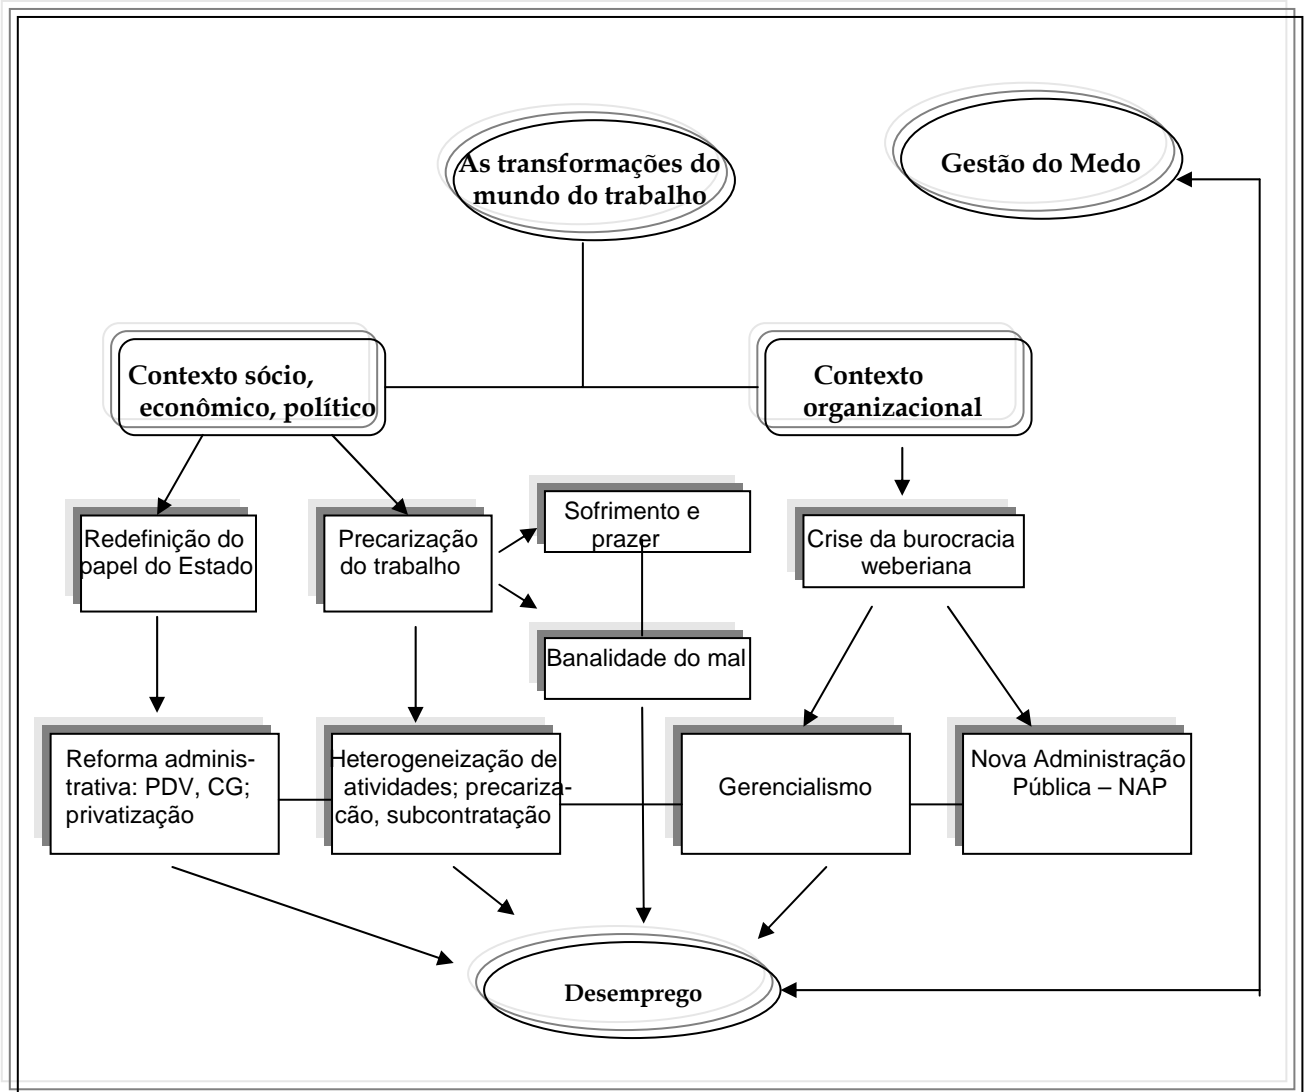 As transformações do
mundo do trabalho
Gestão do Medo
Contexto sócio,
econômico, político
Contexto
organizacional
Redefinição do
papel do Estado
Precarização
do trabalho
Sofrimento e
prazer
Crise da burocracia
weberiana
Banalidade do mal
Reforma adminis-
trativa: PDV, CG;
privatização
Heterogeneização de
atividades; precariza-
cão, subcontratação
Gerencialismo
Nova Administração
Pública – NAP
Desemprego